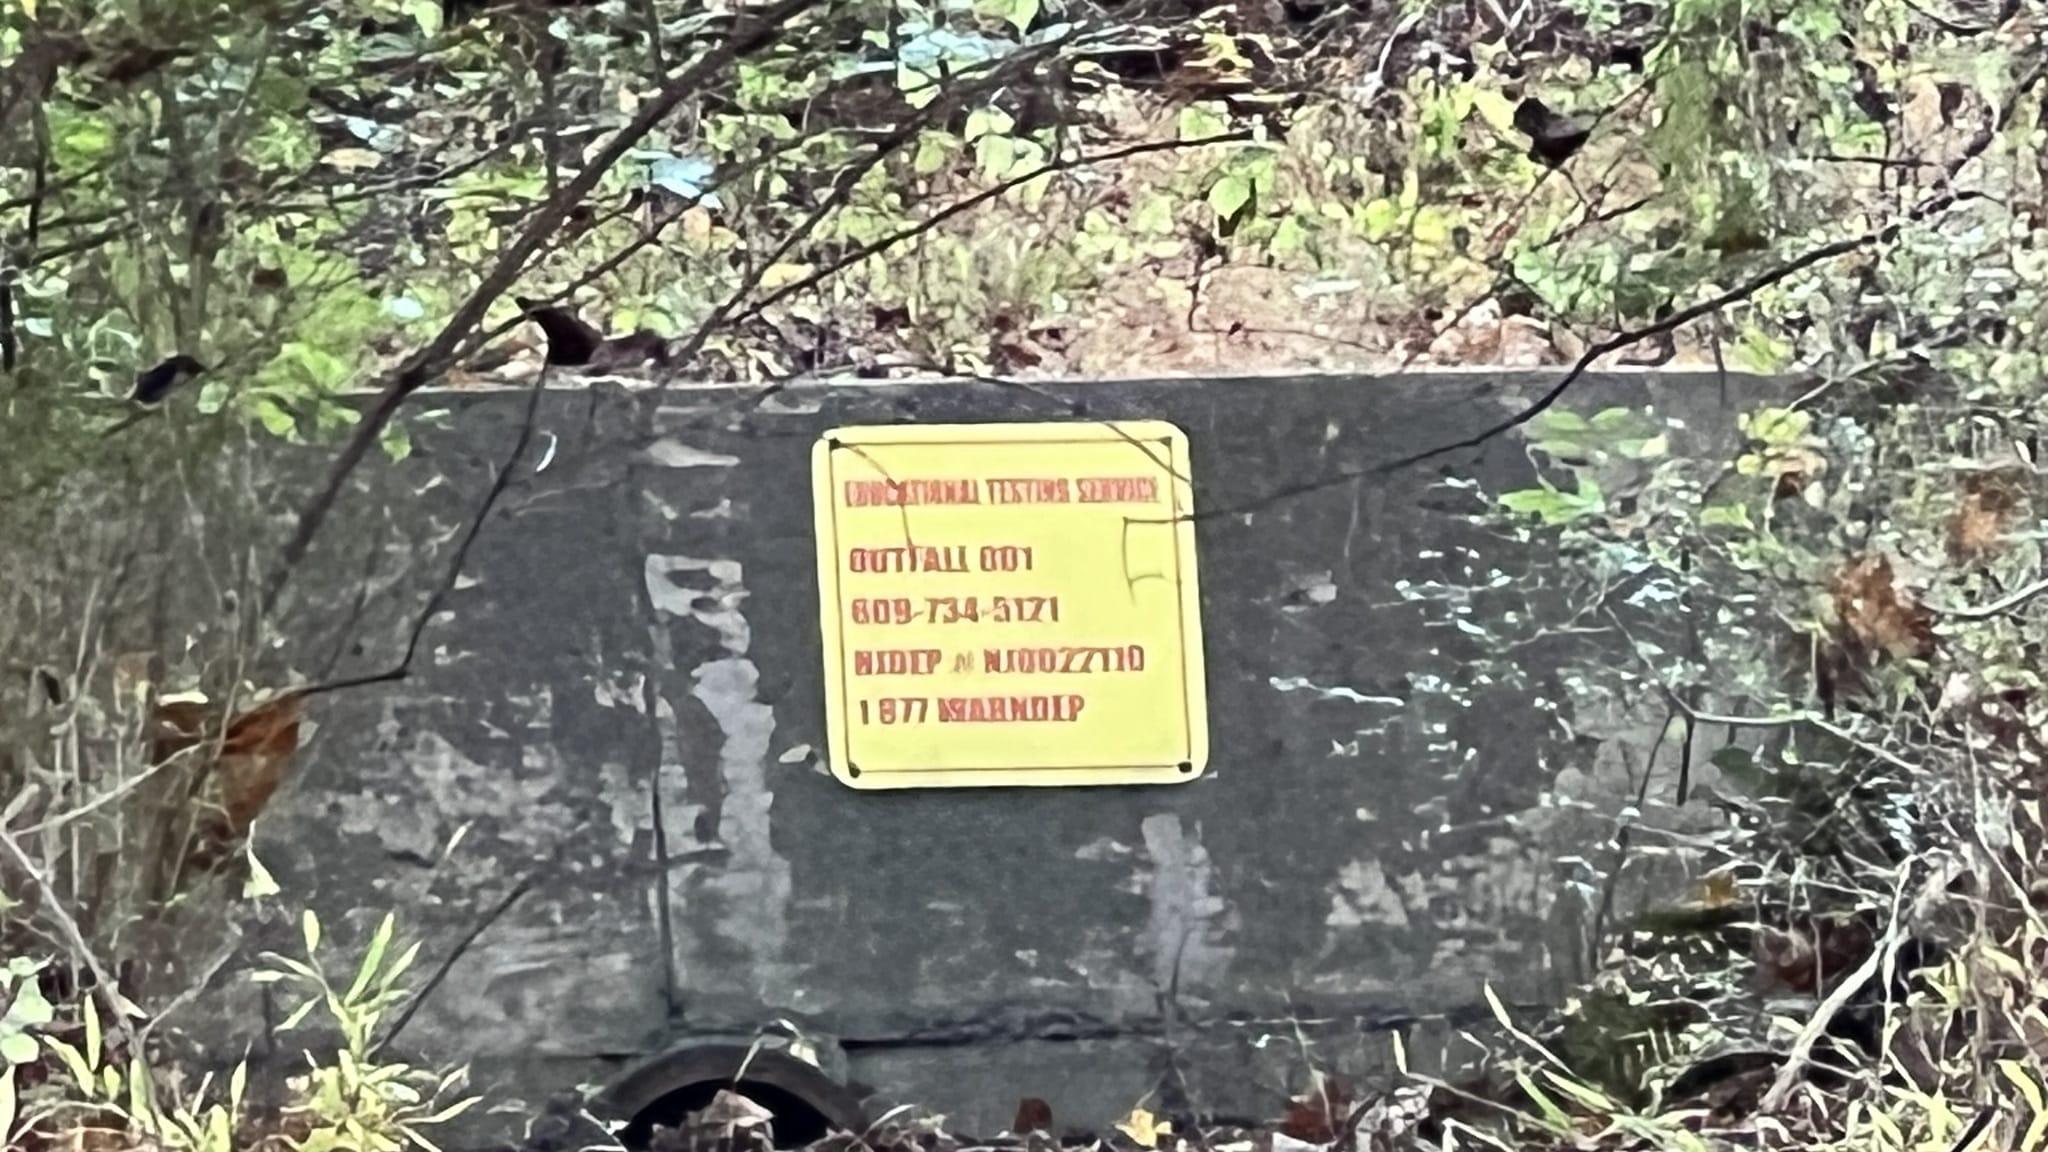 EDUCATIONAL TESTING SERVICE
OUTFALL 001
609-734-5121
NJDEP # NJ0022110
1 877 WARNDEP